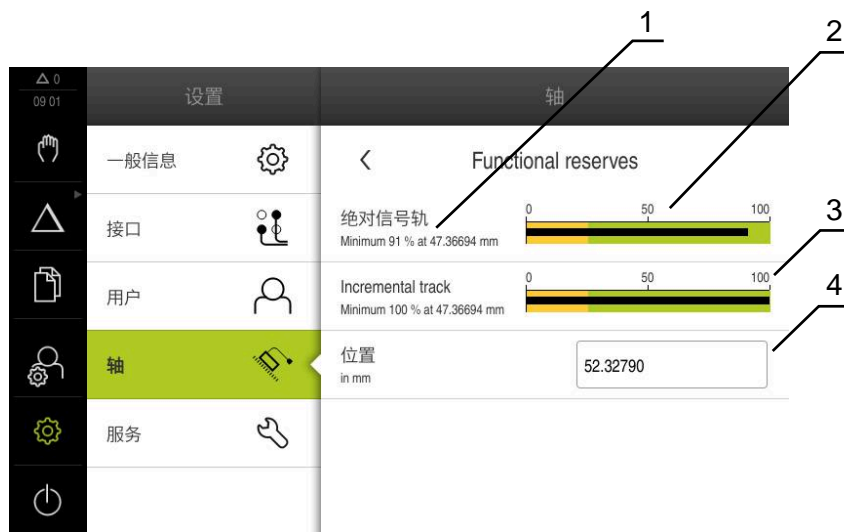 1
2
0
09 01
设置
轴
一般信息
Functional reserves
接口
绝对信号轨
Minimum 91 % at 47.36694 mm
0 50 100
3
用户
Incremental track
Minimum 100 % at 47.36694 mm
0 50 100
4
轴
位置
in mm
52.32790
服务